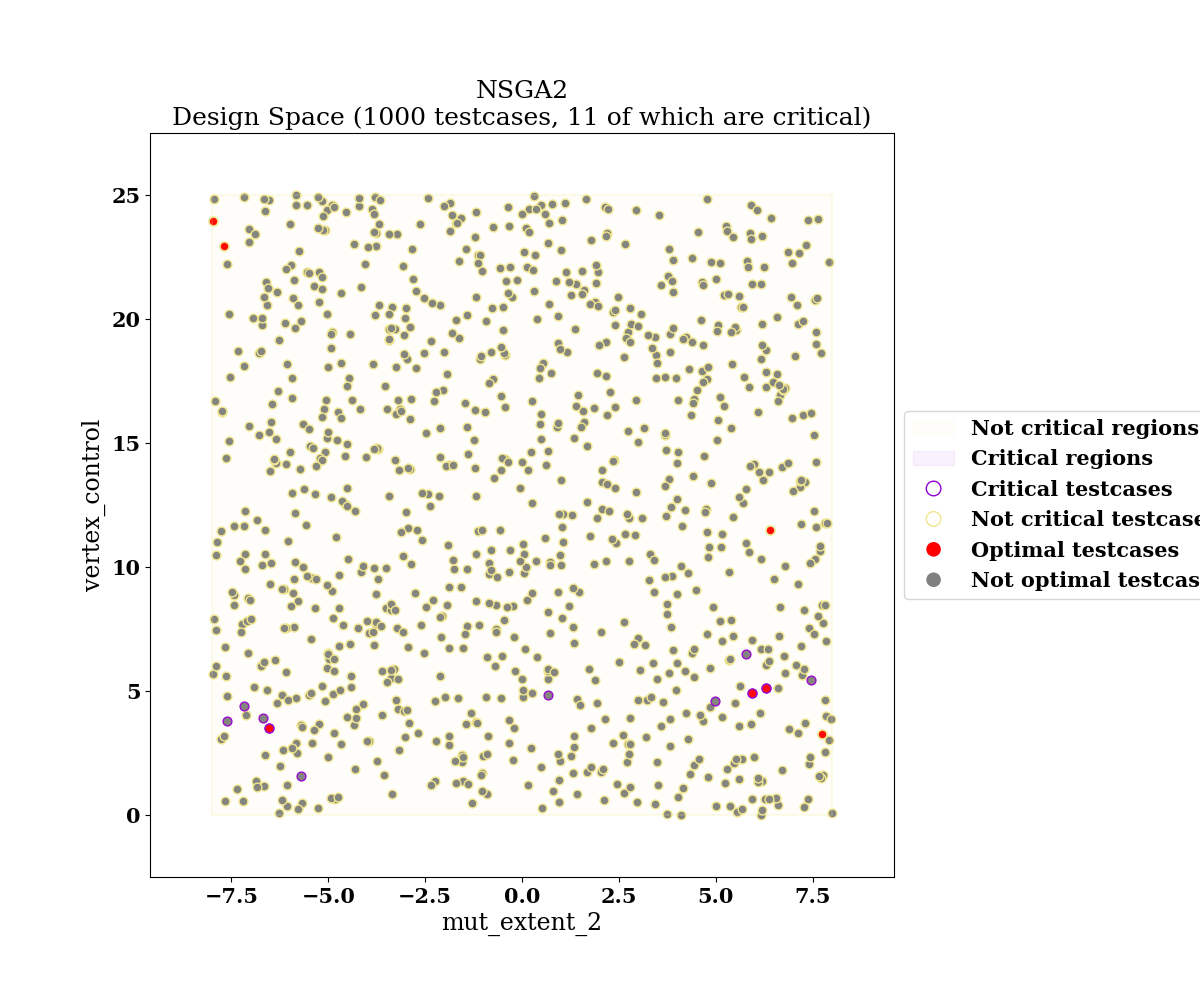 NSGA2
Design Space (1000 testcases, 11 of which are critical)
25
20
15
10
5
0
vertex_control
−7.5 −5.0 −2.5 0.0 2.5 5.0 7.5
mut_extent_2
Not critical regions
Critical regions
Critical testcases
Not critical testcase
Optimal testcases
Not optimal testcas